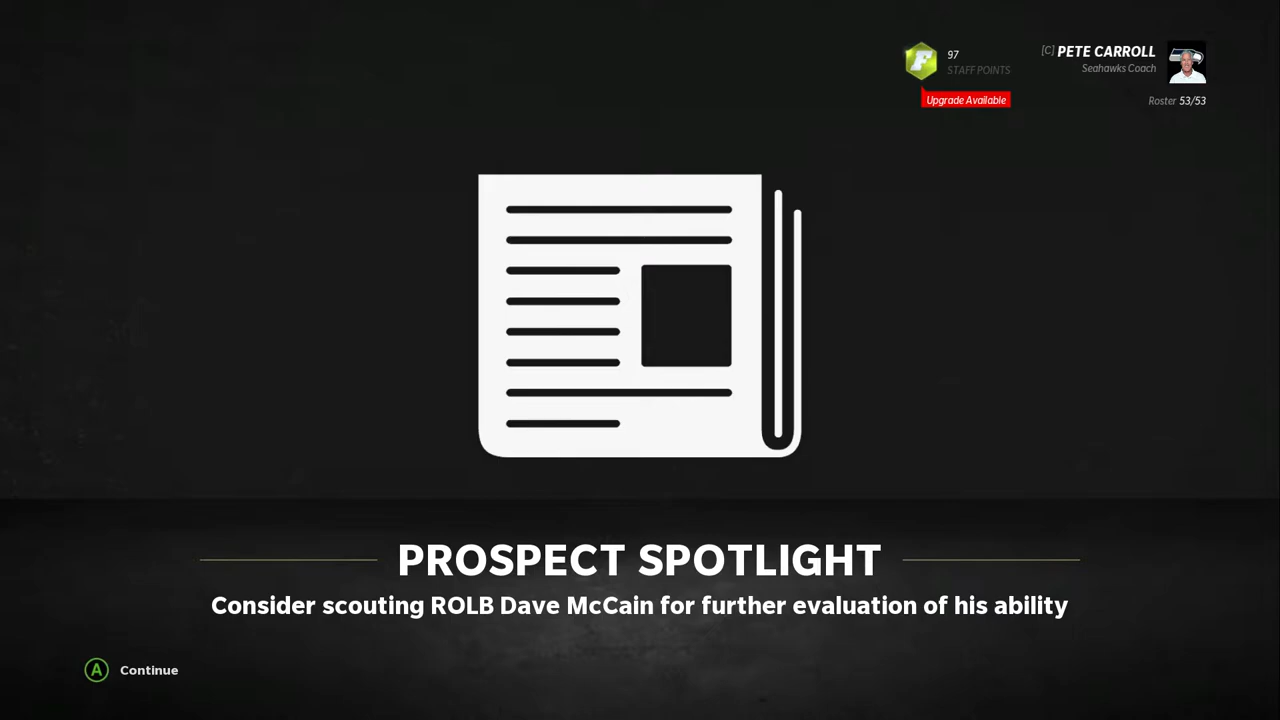 97
STAFF POINTS
Upgrade Available
[C] PETE CARROLL
Seahawks Coach
Roster 53/53
PROSPECT SPOTLIGHT
Consider scouting ROLB Dave McCain for further evaluation of his ability
A Continue